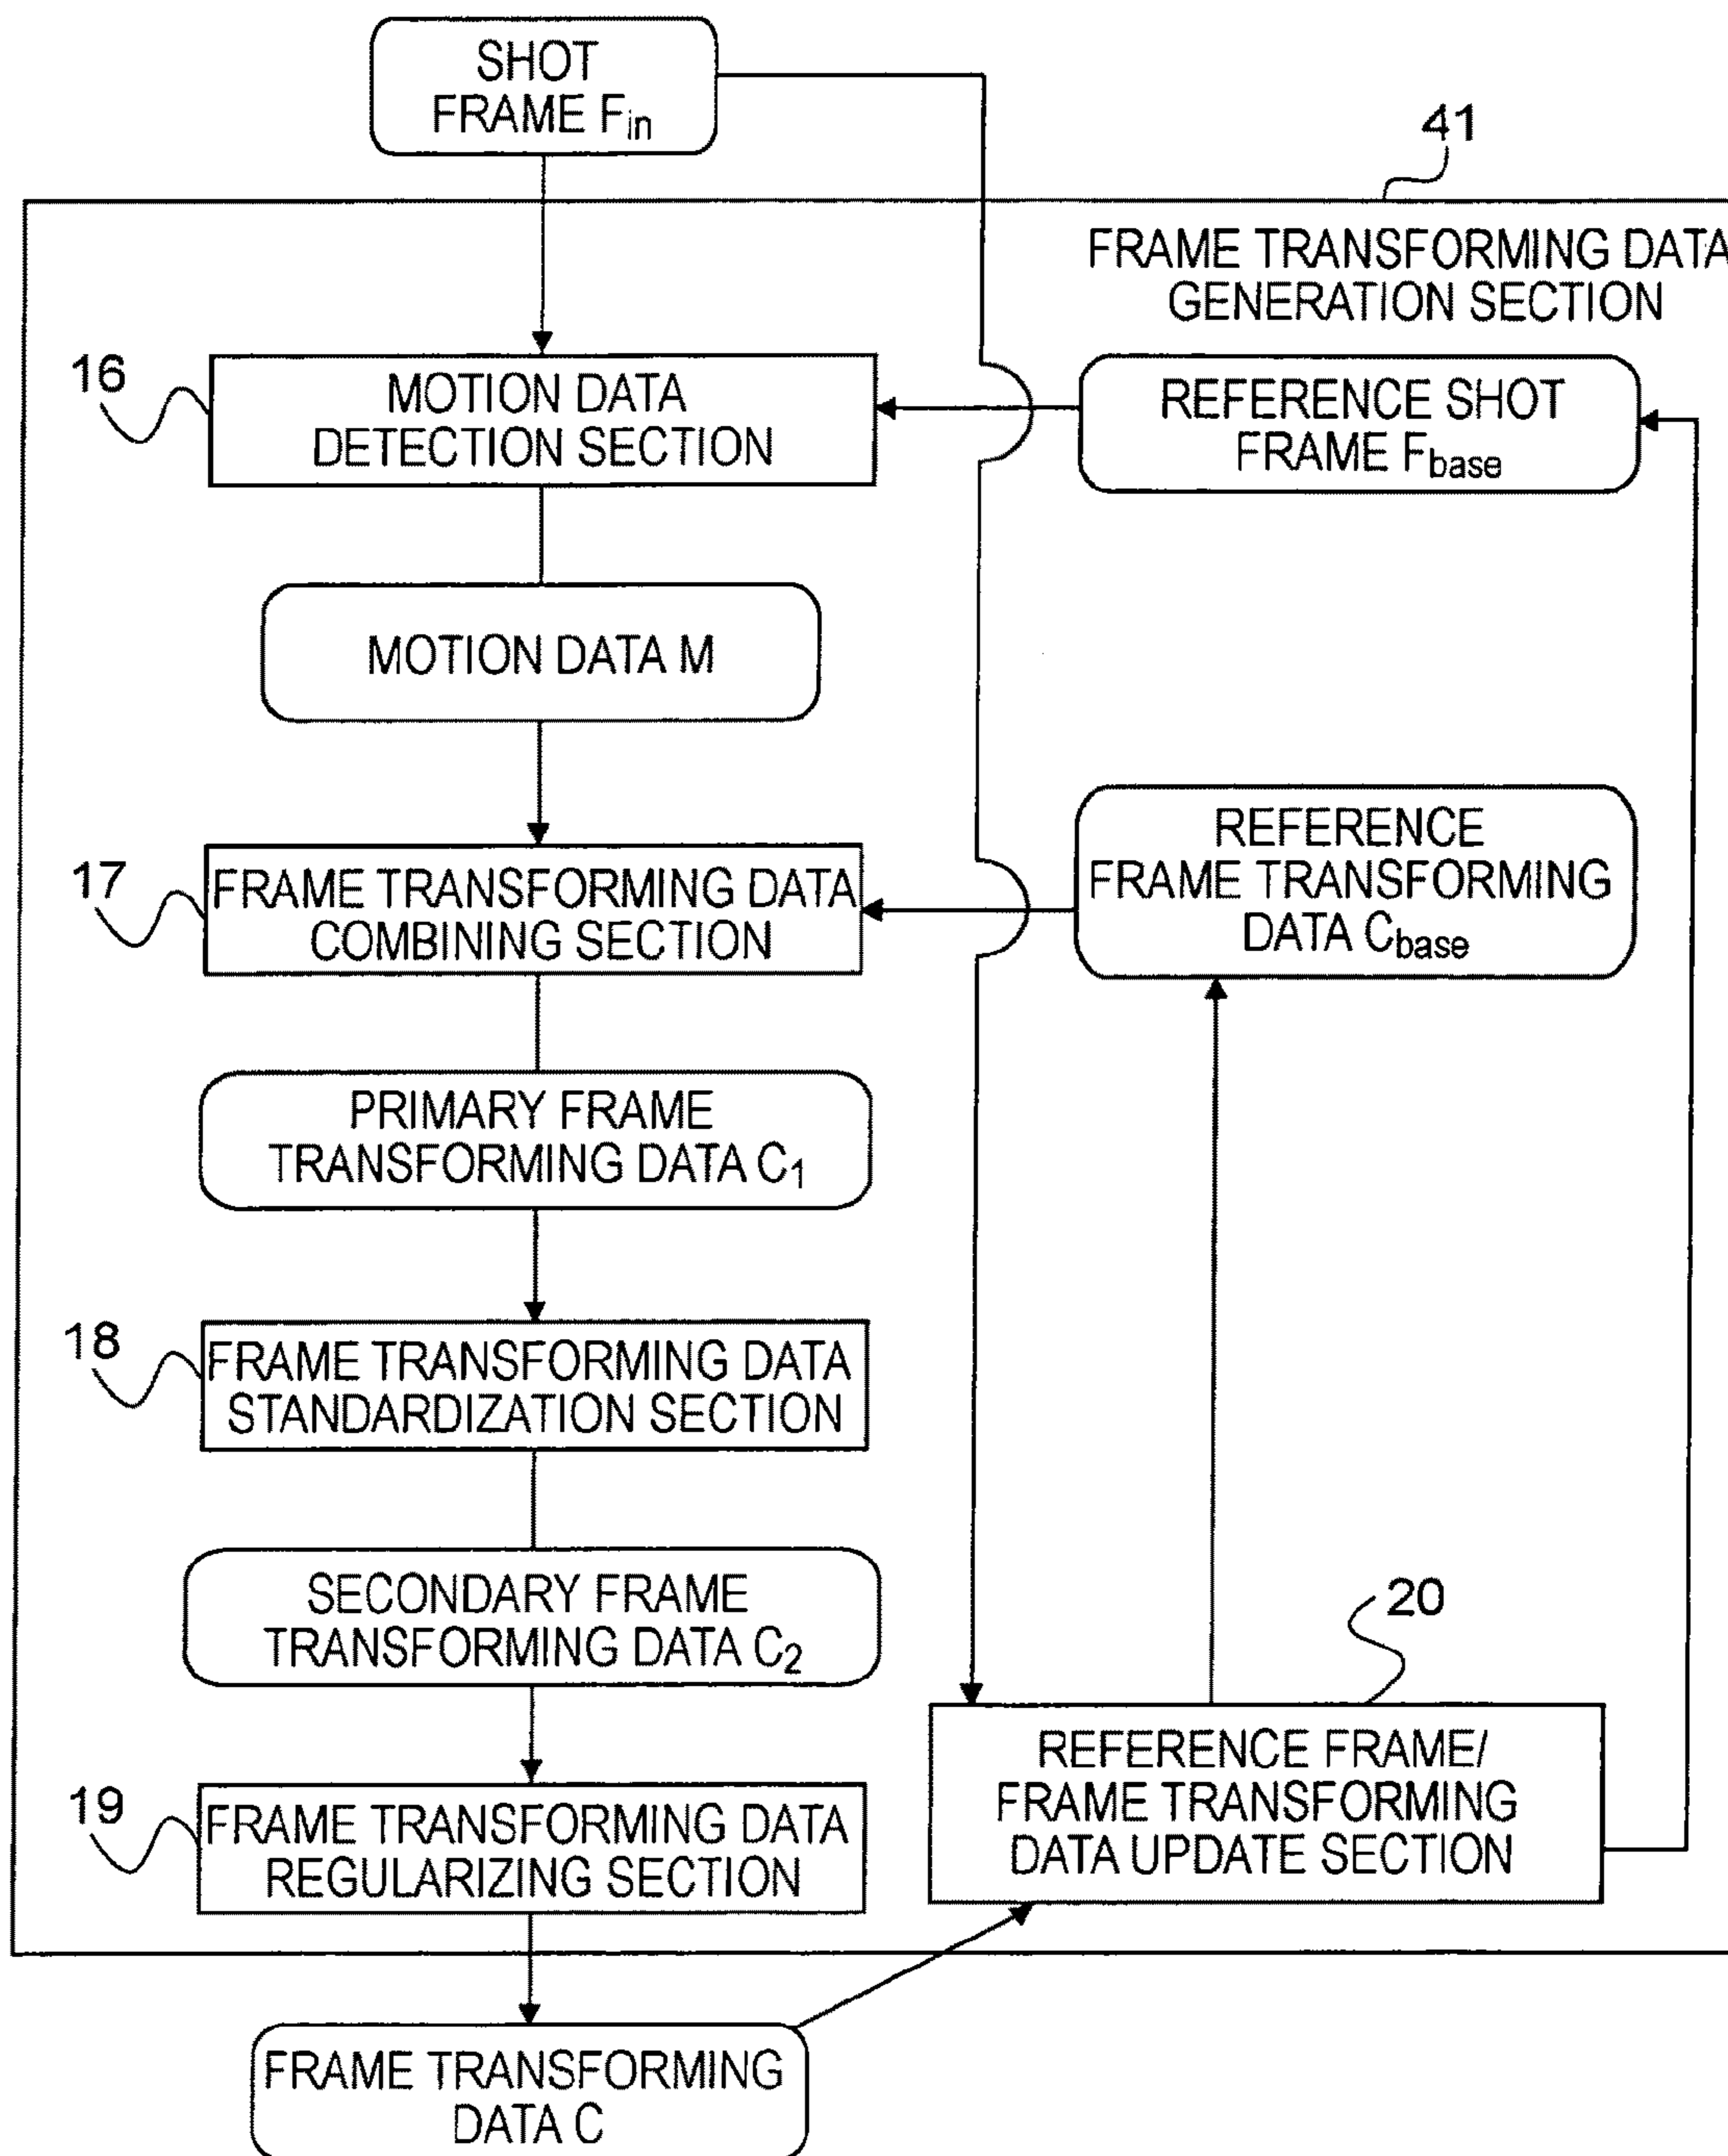 SHOT
FRAME Fin
41
FRAME TRANSFORMING DATA
GENERATION SECTION
16
MOTION DATA
DETECTION SECTION
REFERENCE SHOT
FRAME Fbase
MOTION DATA M
17
FRAME TRANSFORMING DATA
COMBINING SECTION
REFERENCE
FRAME TRANSFORMING
DATA Cbase
PRIMARY FRAME
TRANSFORMING DATA C1
18
FRAME TRANSFORMING DATA
STANDARDIZATION SECTION
SECONDARY FRAME
TRANSFORMING DATA C2
20
19
FRAME TRANSFORMING DATA
REGULARIZING SECTION
REFERENCE FRAME/
FRAME TRANSFORMING
DATA UPDATE SECTION
FRAME TRANSFORMING
DATA C